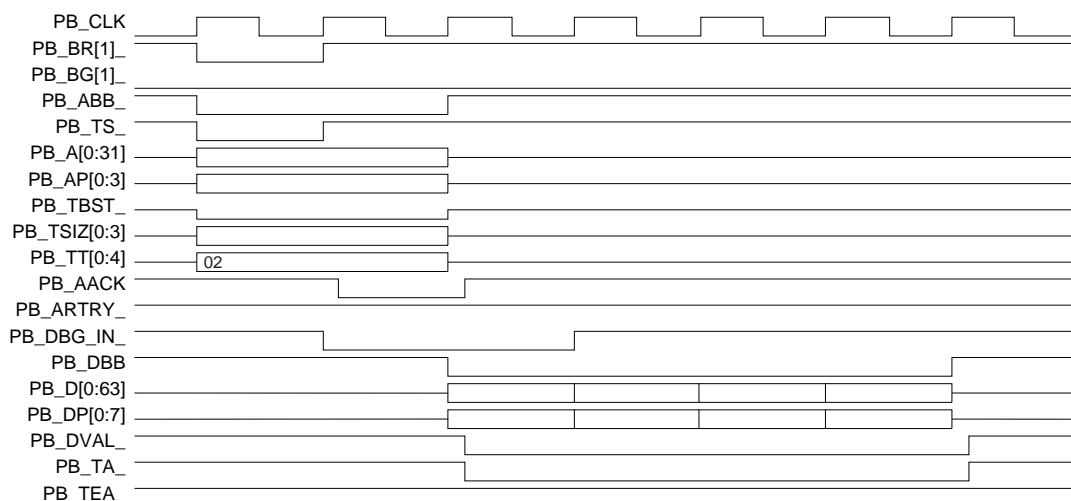 PB_CLK
PB_BR[1]_
PB_BG[1]_
PB_ABB_
PB_TS_
PB_A[0:31]
PB_AP[0:3]
PB_TBST_
PB_TSIZ[0:3]
PB_TT[0:4]
02
PB_AACK
PB_ARTRY_
PB_DBG_IN_
PB_DBB
PB_D[0:63]
PB_DP[0:7]
PB_DVAL_
PB_TA_
PB_TEA